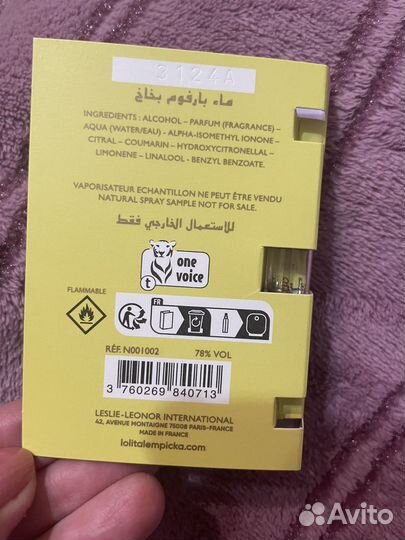 3124A
ماء بارفوم بخاخ
INGREDIENTS : ALCOHOL – PARFUM (FRAGRANCE) –
AQUA (WATER/EAU) - ALPHA-ISOMETHYL IONONE –
CITRAL – COUMARIN – HYDROXYCITRONELLAL –
LIMONENE – LINALOOL - BENZYL BENZOATE.
VAPORISATEUR ECHANTILLON NE PEUT ÊTRE VENDU
NATURAL SPRAY SAMPLE NOT FOR SALE.
للاستعمال الخارجي فقط
one
voice
t
FLAMMABLE
FR
RÉF. N001002
78% VOL
3 760269 840713
LESLIE-LEONOR INTERNATIONAL
42, AVENUE MONTAIGNE 75008 PARIS-FRANCE
MADE IN FRANCE
lolitalempicka.com
Avito